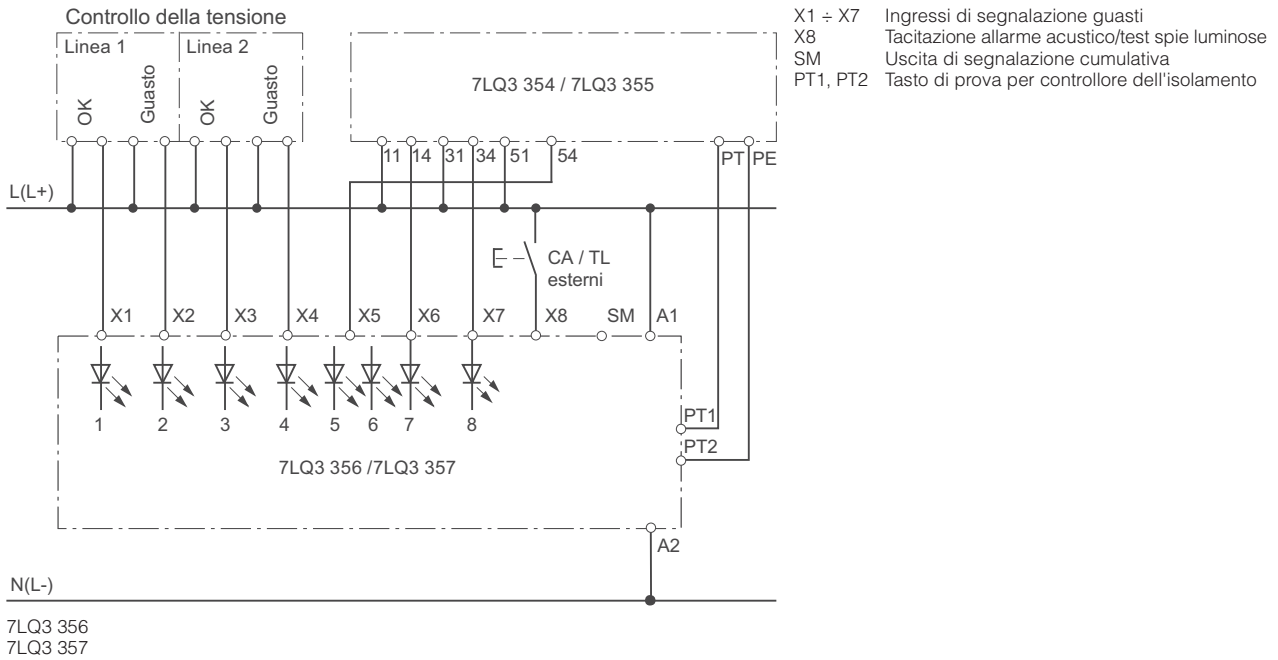 Controllo della tensione
Linea 1
Linea 2
OK
Guasto
OK
Guasto
7LQ3 354 / 7LQ3 355
X1 ÷ X7 Ingressi di segnalazione guasti
X8 Tacitazione allarme acustico/test spie luminose
SM Uscita di segnalazione cumulativa
PT1, PT2 Tasto di prova per controllore dell'isolamento
11 14 31 34 51 54 PT PE
L(L+)
CA / TL
esterni
X1 X2 X3 X4 X5 X6 X7 X8 SM A1
1 2 3 4 5 6 7 8
PT1
PT2
7LQ3 356 /7LQ3 357
A2
N(L-)
7LQ3 356
7LQ3 357